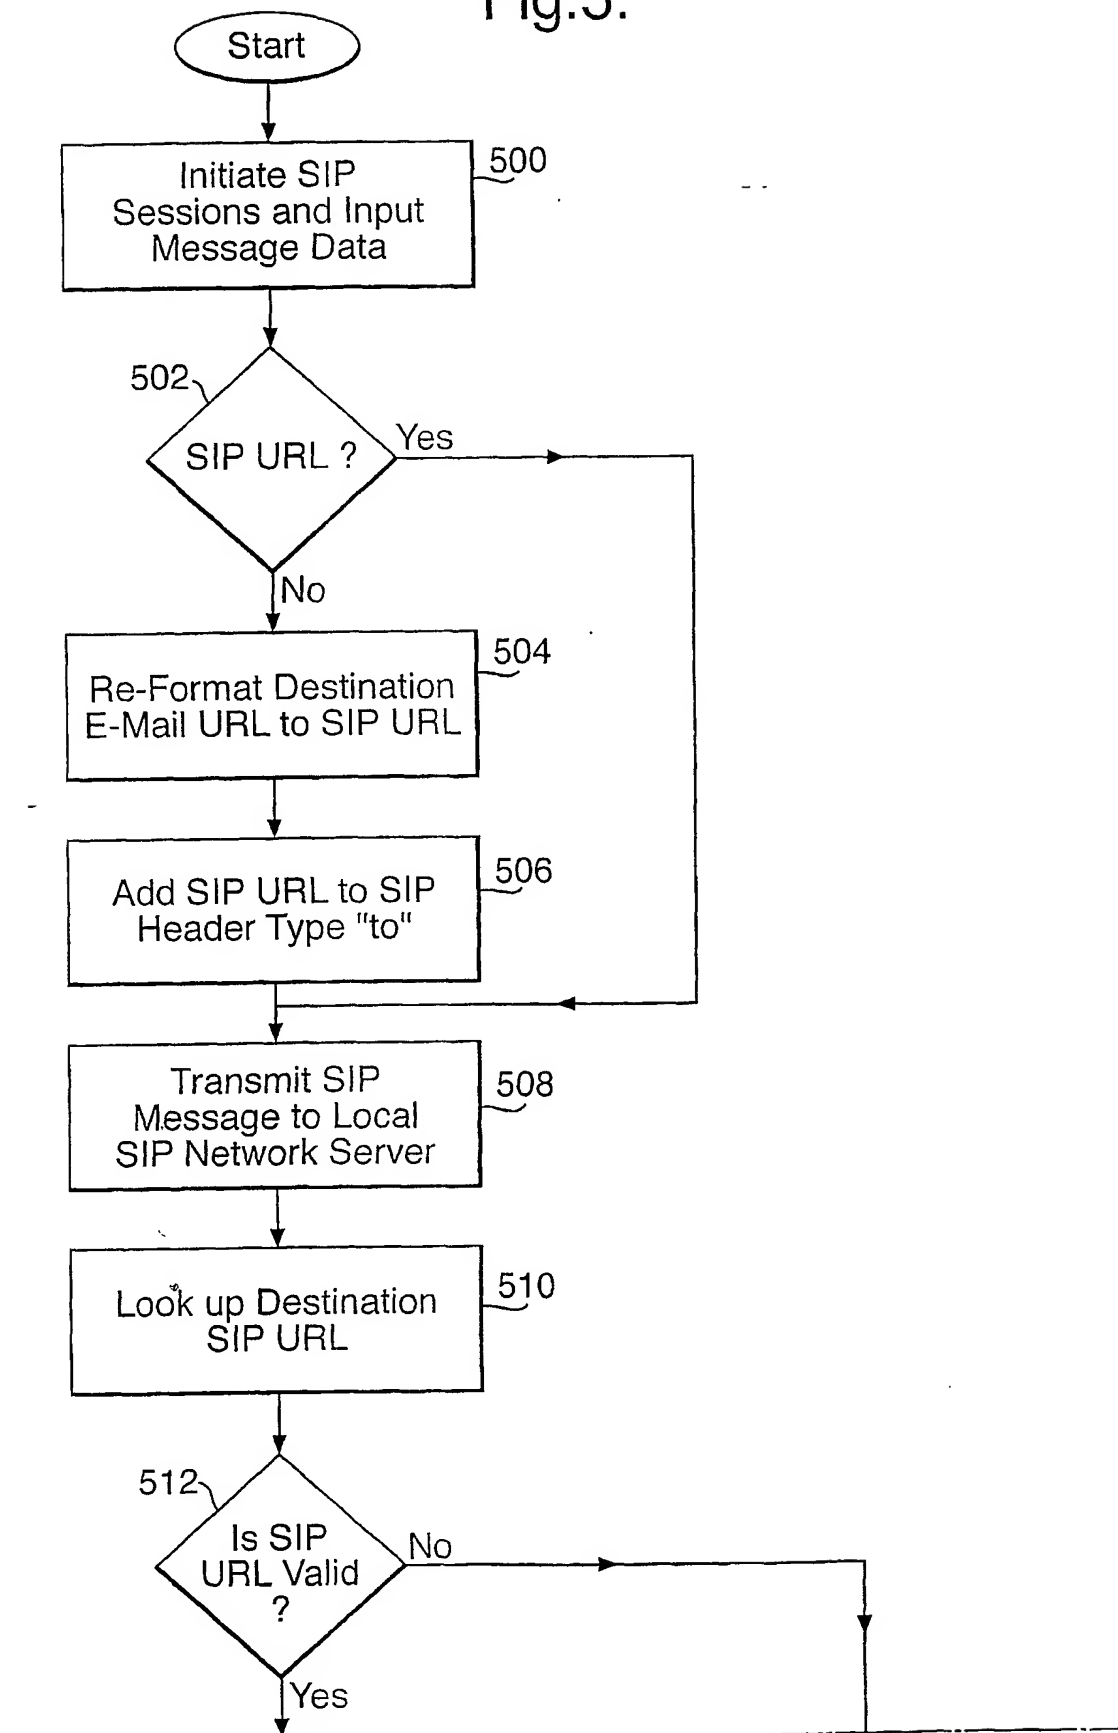 Fig.5.
Start
Initiate SIP
Sessions and Input
Message Data
500
502
SIP URL ?
Yes
No
Re-Format Destination
E-Mail URL to SIP URL
504
Add SIP URL to SIP
Header Type "to"
506
Transmit SIP
Message to Local
SIP Network Server
508
Look up Destination
SIP URL
510
512
Is SIP
URL Valid
?
No
Yes